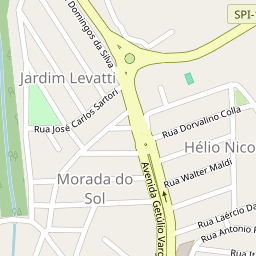 Domingos da Silva
SPI-
Jardim Levatti
Rua José Carlos Sartori
Rua Dorvalino Colla
Hélio Nico
Rua Walter Maldi
Morada do
Sol
Avenida Getúlio Varg
Rua Laércio Da
Rua Antonio F